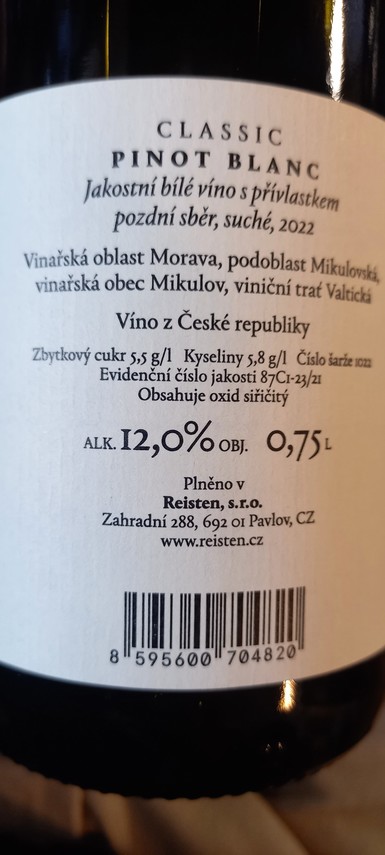 CLASSIC
PINOT BLANC
Jakostní bílé víno s přívlastkem
pozdní sběr, suché, 2022
Vinařská oblast Morava, podoblast Mikulovská,
vinařská obec Mikulov, viniční trať Valtická
Víno z České republiky
Zbytkový cukr 5,5 g/l Kyseliny 5,8 g/l Číslo šarže 1022
Evidenční číslo jakosti 87C1-23/21
Obsahuje oxid siřičitý
ALK. 12,0% OBJ. 0,75 L
Plněno v
Reisten, s.r.o.
Zahradní 288, 692 01 Pavlov, CZ
www.reisten.cz
8 595600 704820